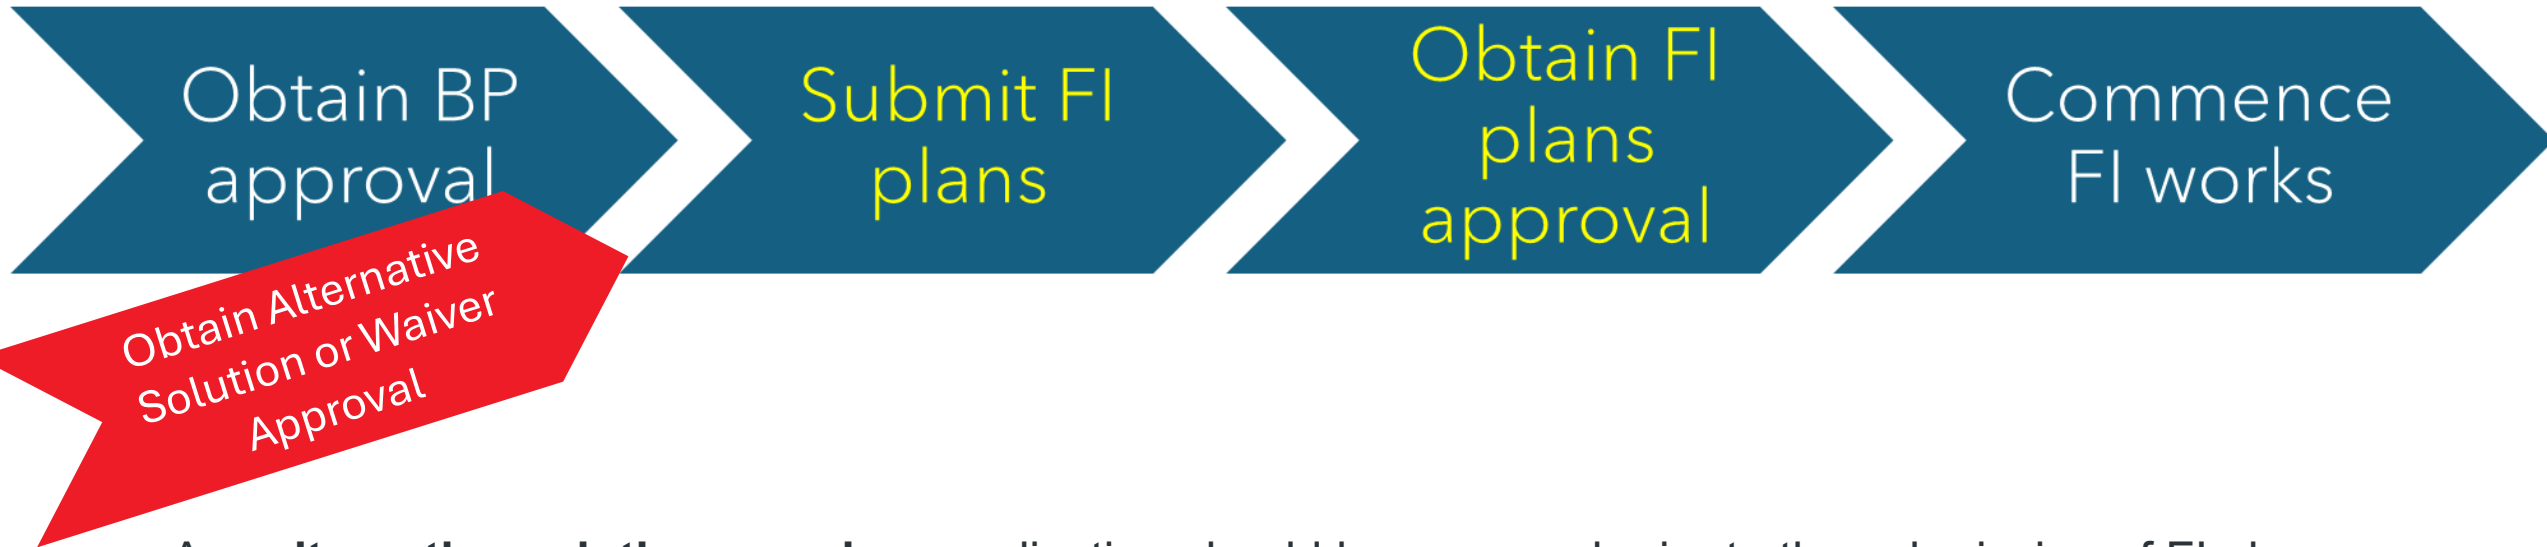 Obtain BP
approval
Submit FI
plans
Obtain FI
plans
approval
Commence
FI works
Obtain Alternative
Solution or Waiver
Approval